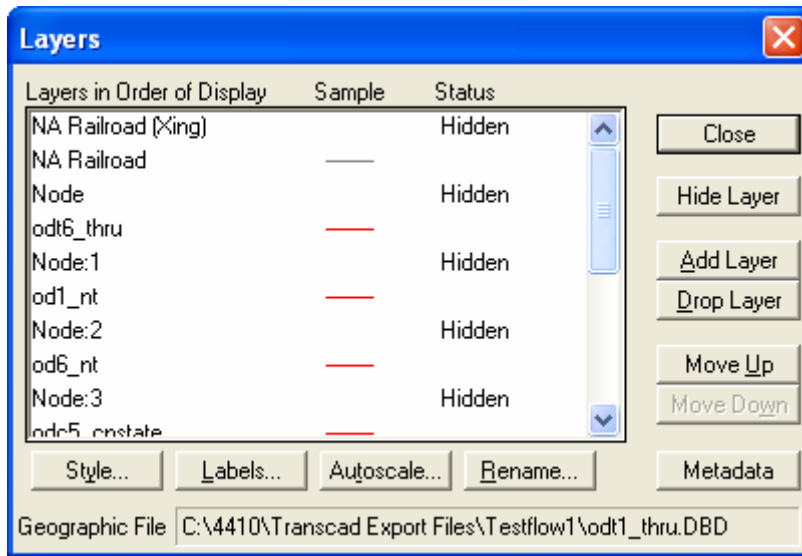 Layers
Layers in Order of Display Sample Status
NA Railroad (Xing) Hidden
NA Railroad
Node Hidden
odt6_thru
Node:1 Hidden
od1_nt
Node:2 Hidden
od6_nt
Node:3 Hidden
odc5_cnstate
Close
Hide Layer
Add Layer
Drop Layer
Move Up
Move Down
Style... Labels... Autoscale... Rename... Metadata
Geographic File C:\4410\Transcad Export Files\Testflow1\odt1_thru.DBD